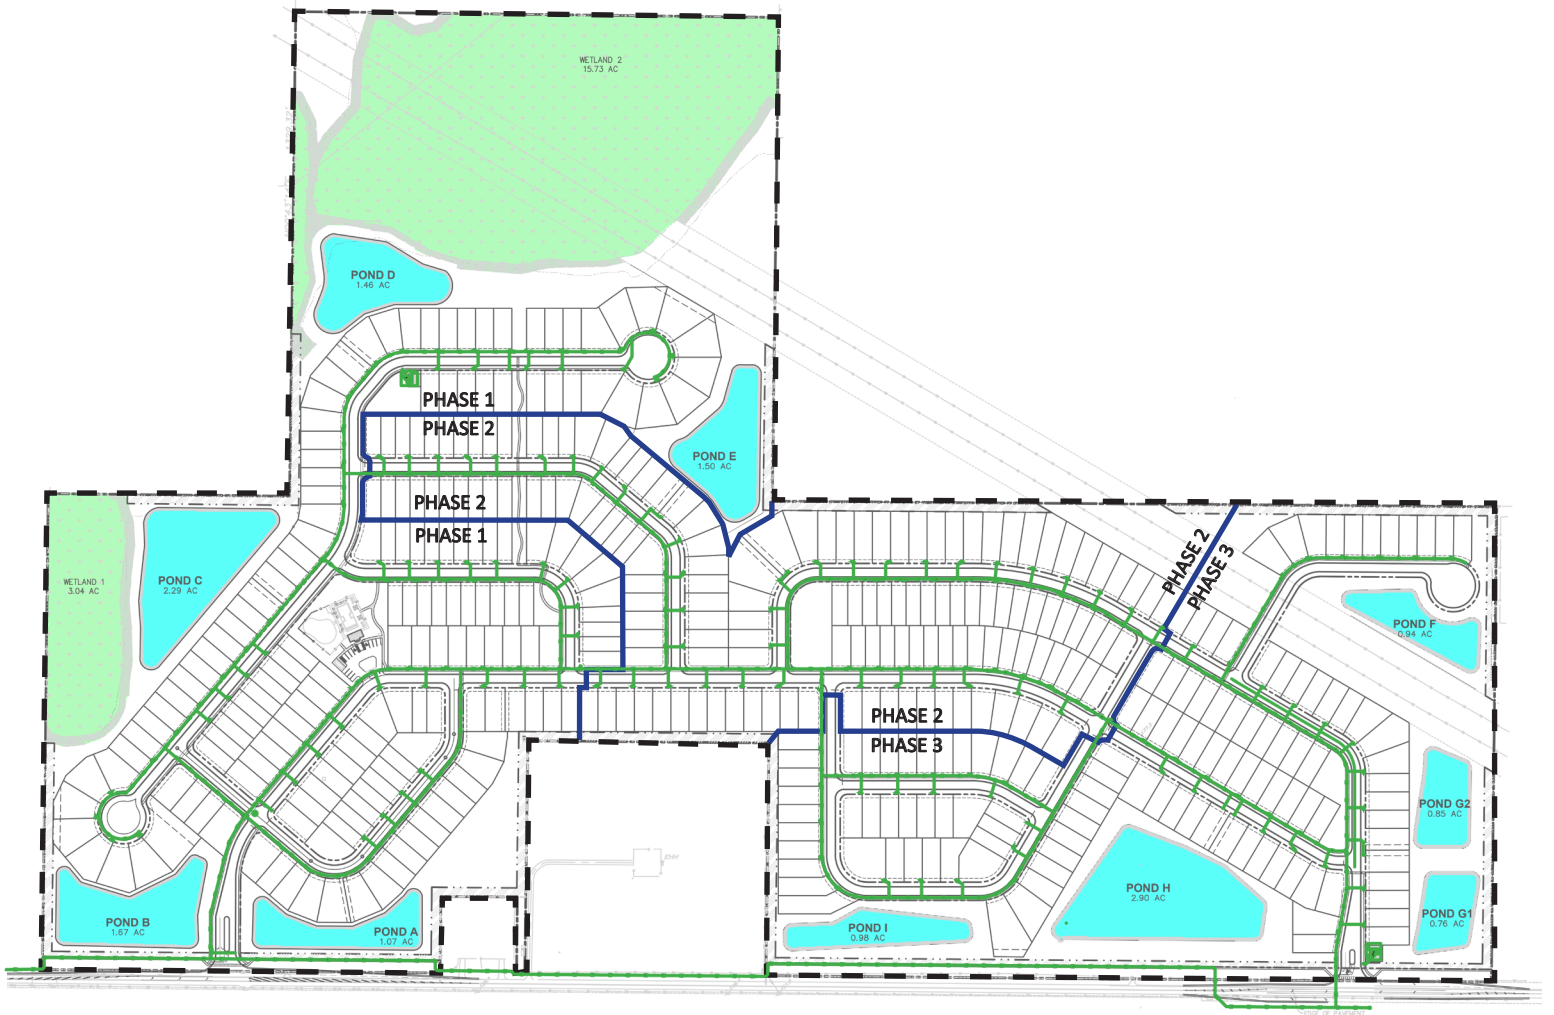 WETLAND 2
15.73 AC
POND D
1.46 AC
PHASE 1
PHASE 2
POND E
1.50 AC
PHASE 2
PHASE 1
PHASE 2
PHASE 3
WETLAND 1
3.04 AC
POND C
2.29 AC
POND F
0.94 AC
PHASE 2
PHASE 3
POND G2
0.85 AC
POND H
2.90 AC
POND G1
0.76 AC
POND B
1.67 AC
POND A
1.07 AC
POND I
0.98 AC
EDGE OF PAVEMENT